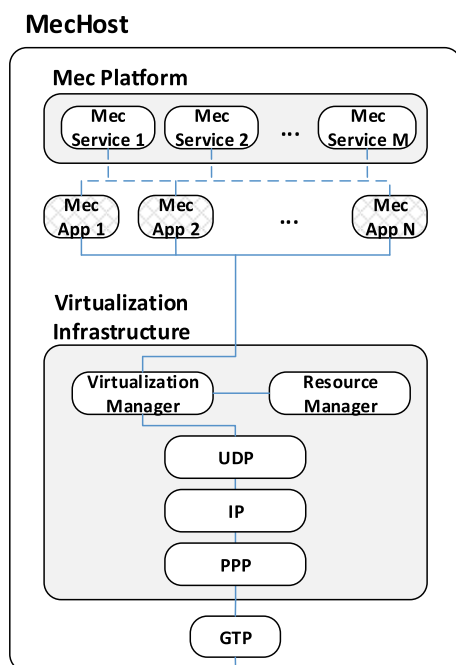 MecHost
Mec Platform
Mec
Service 1
Mec
Service 2
...
Mec
Service M
Mec
App 1
Mec
App 2
...
Mec
App N
Virtualization
Infrastructure
Virtualization
Manager
Resource
Manager
UDP
IP
PPP
GTP